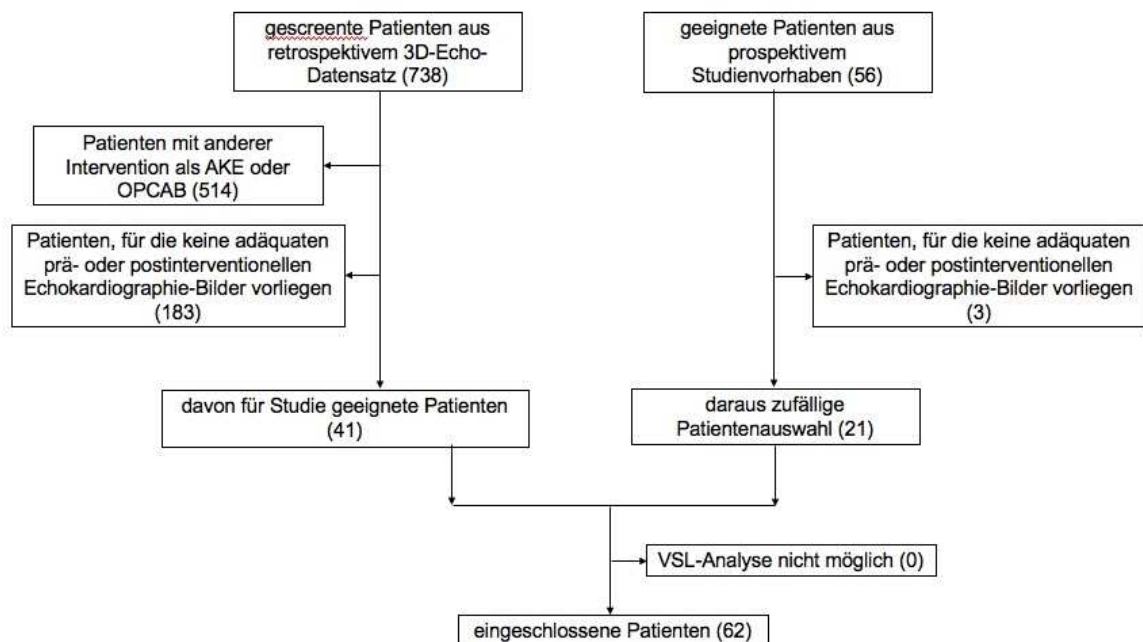 gescreente Patienten aus
retrospektivem 3D-Echo-
Datensatz (738)
geeignete Patienten aus
prospektivem
Studienvorhaben (56)
Patienten mit anderer
Intervention als AKE oder
OPCAB (514)
Patienten, für die keine adäquaten
prä- oder postinterventionellen
Echokardiographie-Bilder vorliegen
(183)
Patienten, für die keine adäquaten
prä- oder postinterventionellen
Echokardiographie-Bilder vorliegen
(3)
davon für Studie geeignete Patienten
(41)
daraus zufällige
Patientenauswahl (21)
VSL-Analyse nicht möglich (0)
eingeschlossene Patienten (62)